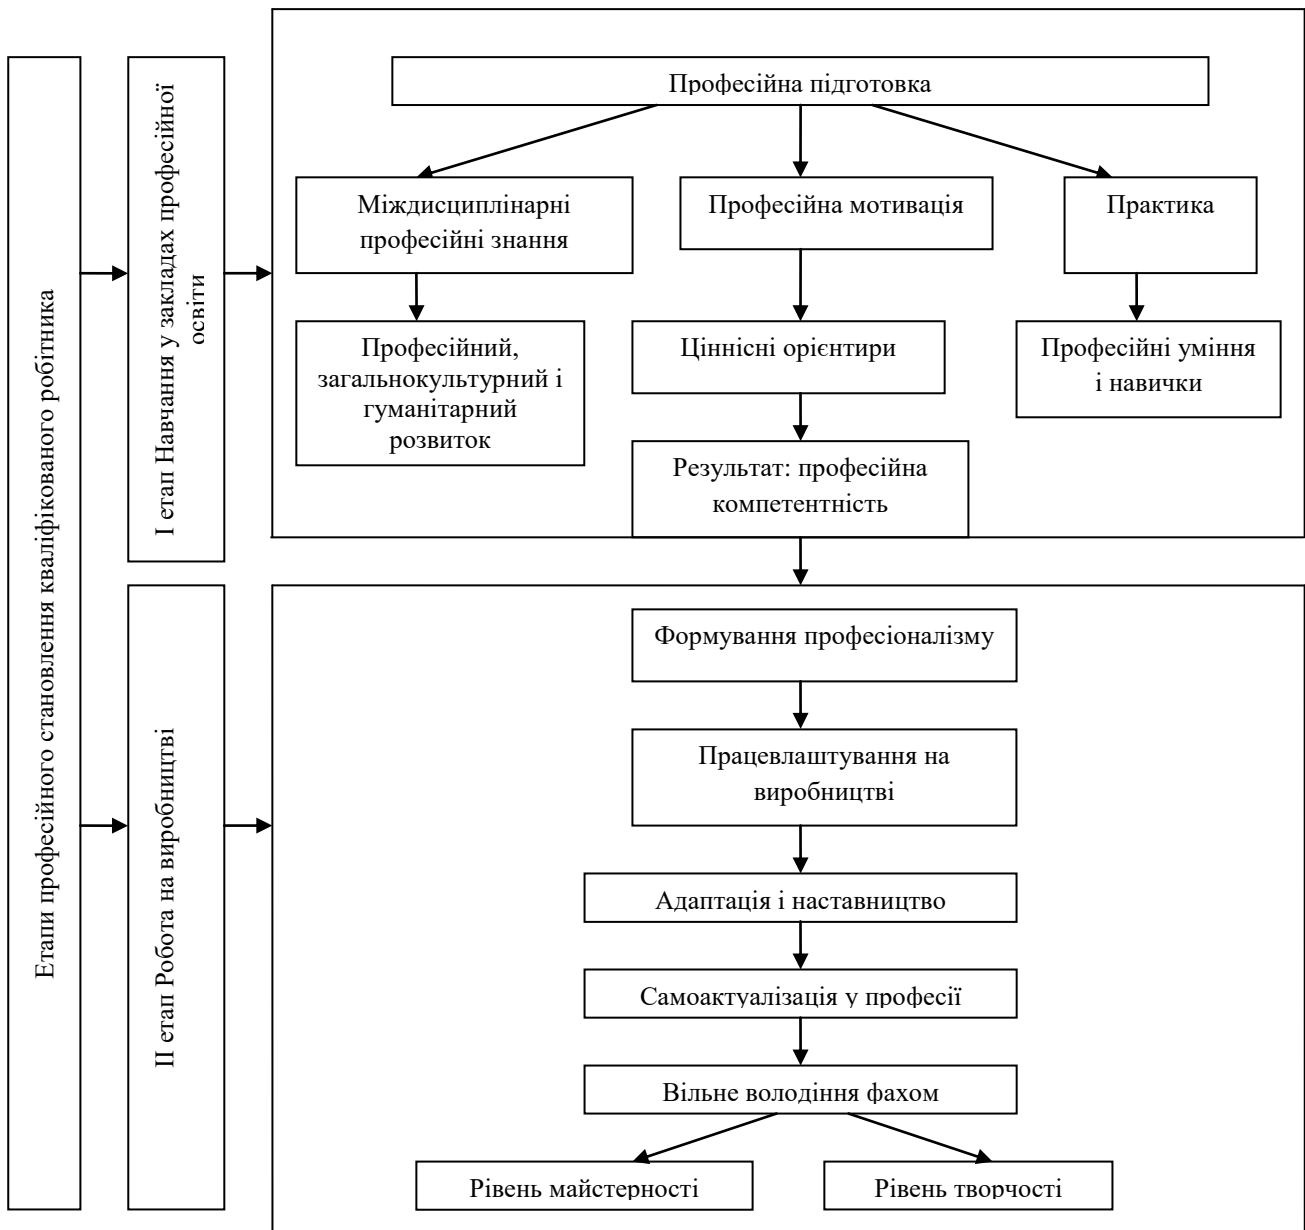 Етапи професійного становлення кваліфікованого робітника
І етап Навчання у закладах професійної
освіти
Професійна підготовка
Міждисциплінарні
професійні знання
Професійна мотивація
Практика
Професійний,
загальнокультурний і
гуманітарний
розвиток
Ціннісні орієнтири
Професійні уміння
і навички
Результат: професійна
компетентність
ІІ етап Робота на виробництві
Формування професіоналізму
Працевлаштування на
виробництві
Адаптація і наставництво
Самоактуалізація у професії
Вільне володіння фахом
Рівень майстерності
Рівень творчості